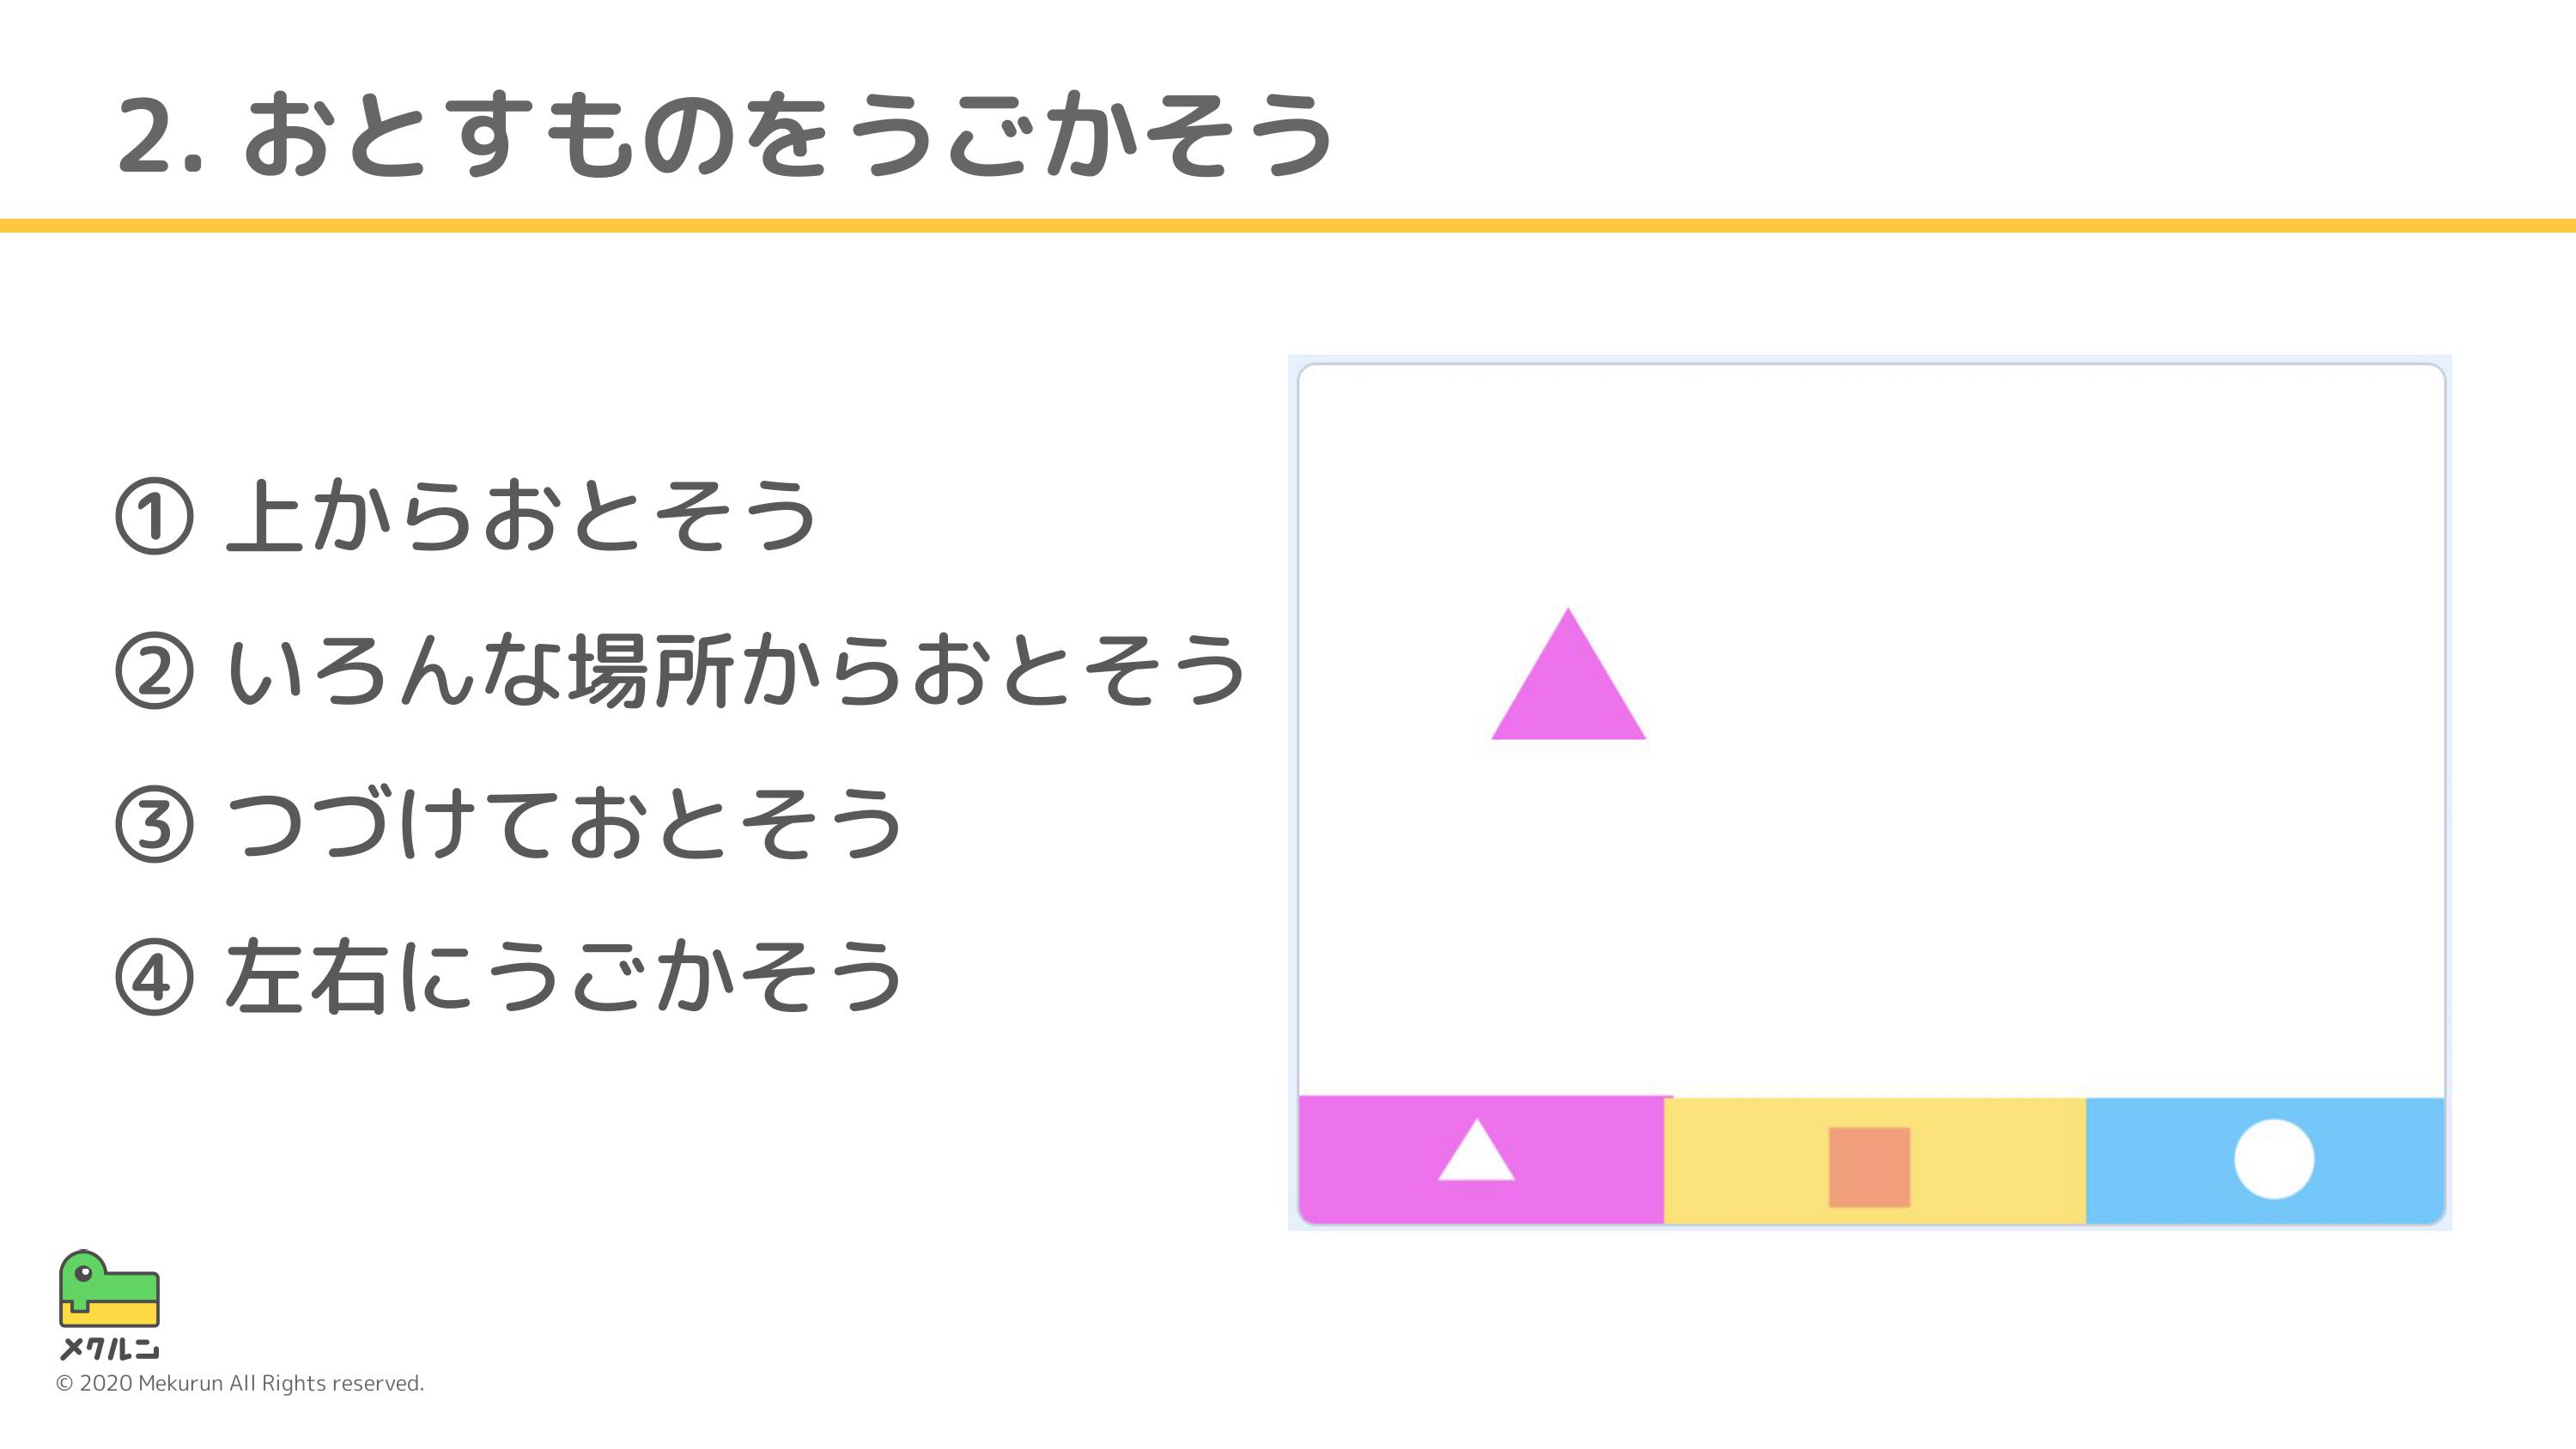 2. おとすものをうごかそう
① 上からおとそう
② いろんな場所からおとそう
③ つづけておとそう
④ 左右にうごかそう
メクルン
© 2020 Mekurun All Rights reserved.